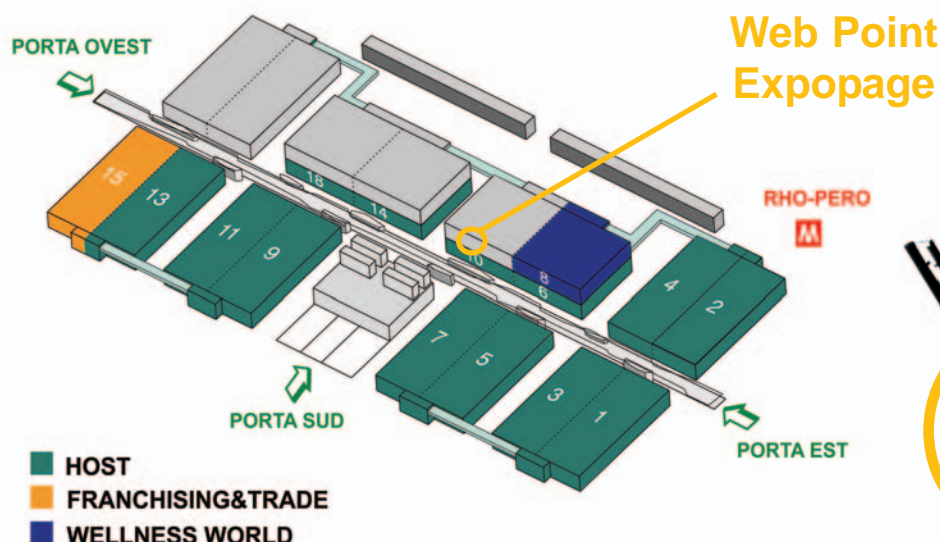 Web Point
Expopage
PORTA OVEST
RHO-PERO
M
15
13
18
14
11
9
10
8
6
4
2
7
5
3
1
PORTA SUD
PORTA EST
HOST
FRANCHISING&TRADE
WELLNESS WORLD